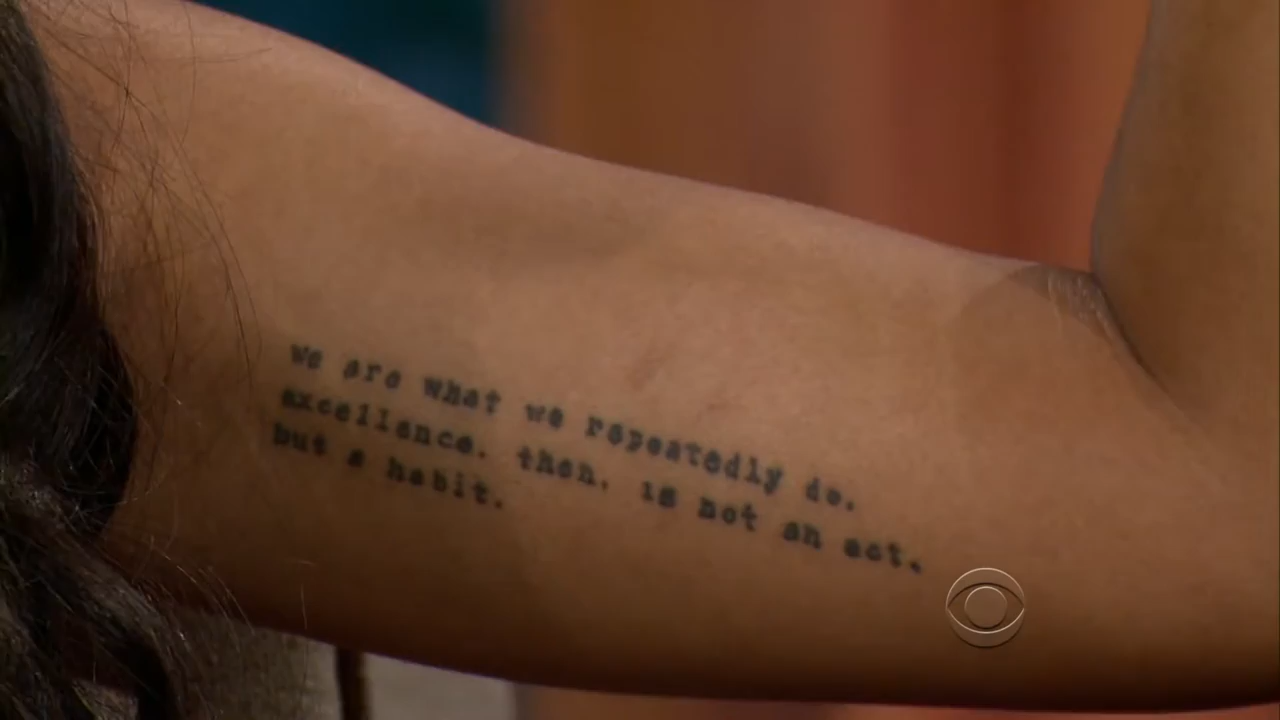 We are what we repeatedly do.
excellence. then. is not an act.
but a habit.